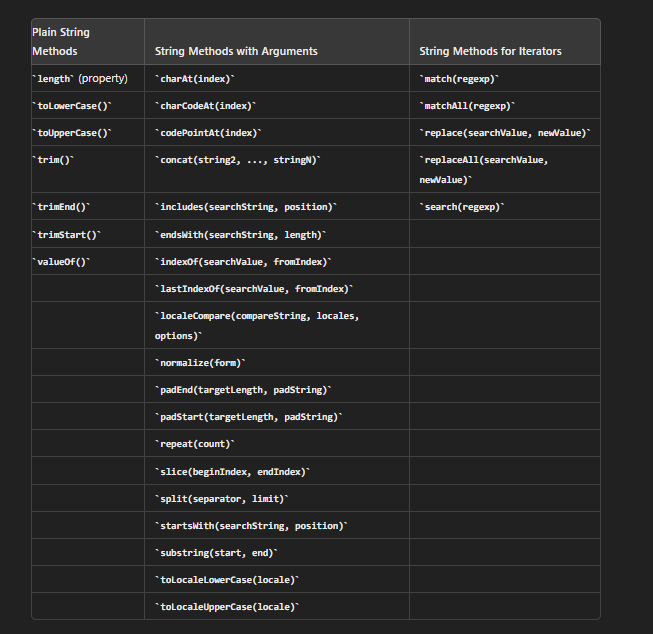 Plain String
Methods String Methods with Arguments String Methods for Iterators
`length` (property) `charAt(index)` `match(regexp)`
`toLowerCase()` `charCodeAt(index)` `matchAll(regexp)`
`toUpperCase()` `codePointAt(index)` `replace(searchValue, newValue)`
`trim()` `concat(string2, ..., stringN)` `replaceAll(searchValue,
newValue)`
`trimEnd()` `includes(searchString, position)` `search(regexp)`
`trimStart()` `endsWith(searchString, length)`
`valueOf()` `indexOf(searchValue, fromIndex)`
`lastIndexOf(searchValue, fromIndex)`
`localeCompare(compareString, locales,
options)`
`normalize(form)`
`padEnd(targetLength, padString)`
`padStart(targetLength, padString)`
`repeat(count)`
`slice(beginIndex, endIndex)`
`split(separator, limit)`
`startsWith(searchString, position)`
`substring(start, end)`
`toLocaleLowerCase(locale)`
`toLocaleUpperCase(locale)`